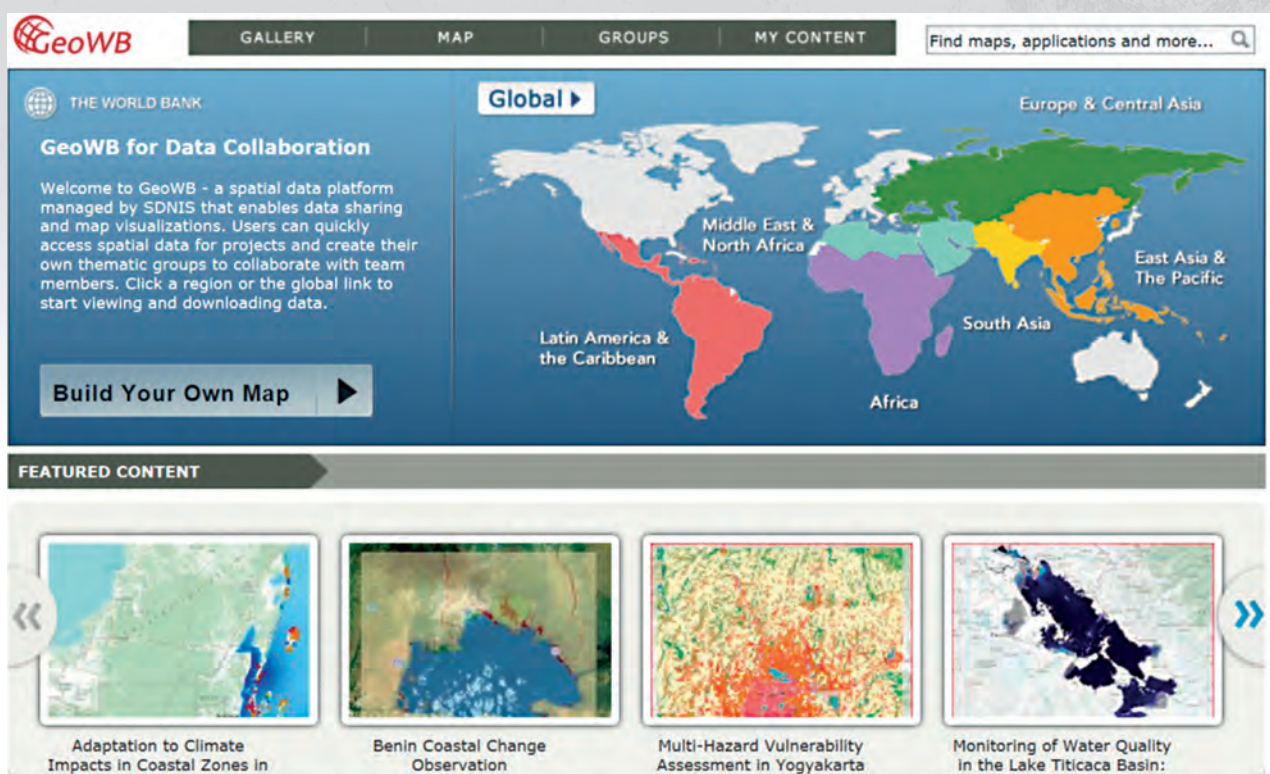 GeoWB
GALLERY
MAP
GROUPS
MY CONTENT
Find maps, applications and more...
THE WORLD BANK
GeoWB for Data Collaboration
Welcome to GeoWB - a spatial data platform
managed by SDNIS that enables data sharing
and map visualizations. Users can quickly
access spatial data for projects and create their
own thematic groups to collaborate with team
members. Click a region or the global link to
start viewing and downloading data.
Build Your Own Map
Global
Europe & Central Asia
Middle East &
North Africa
East Asia &
The Pacific
South Asia
Latin America &
the Caribbean
Africa
FEATURED CONTENT
Adaptation to Climate
Impacts in Coastal Zones in
Benin Coastal Change
Observation
Multi-Hazard Vulnerability
Assessment in Yogyakarta
Monitoring of Water Quality
in the Lake Titicaca Basin: